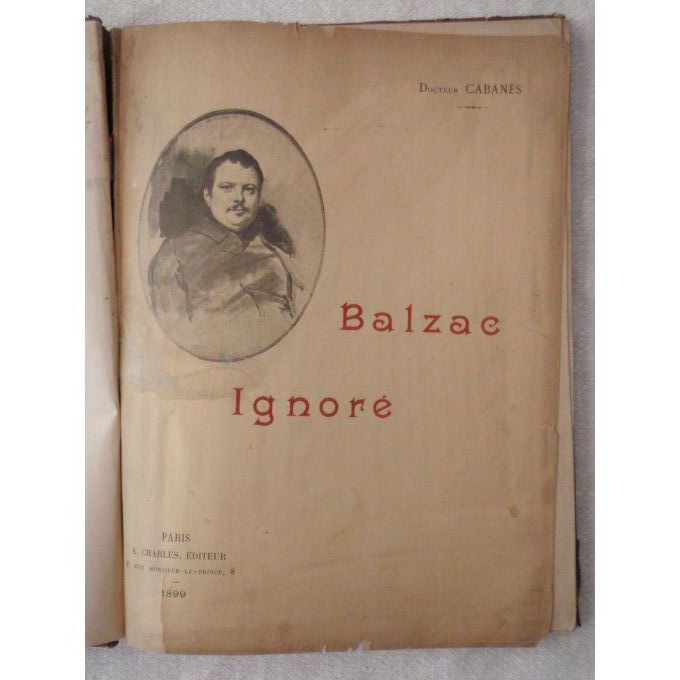 Docteur CABANÈS
Balzac
Ignoré
PARIS
A. CHARLES, ÉDITEUR
8, RUE MONSIEUR-LE-PRINCE, 8
1899